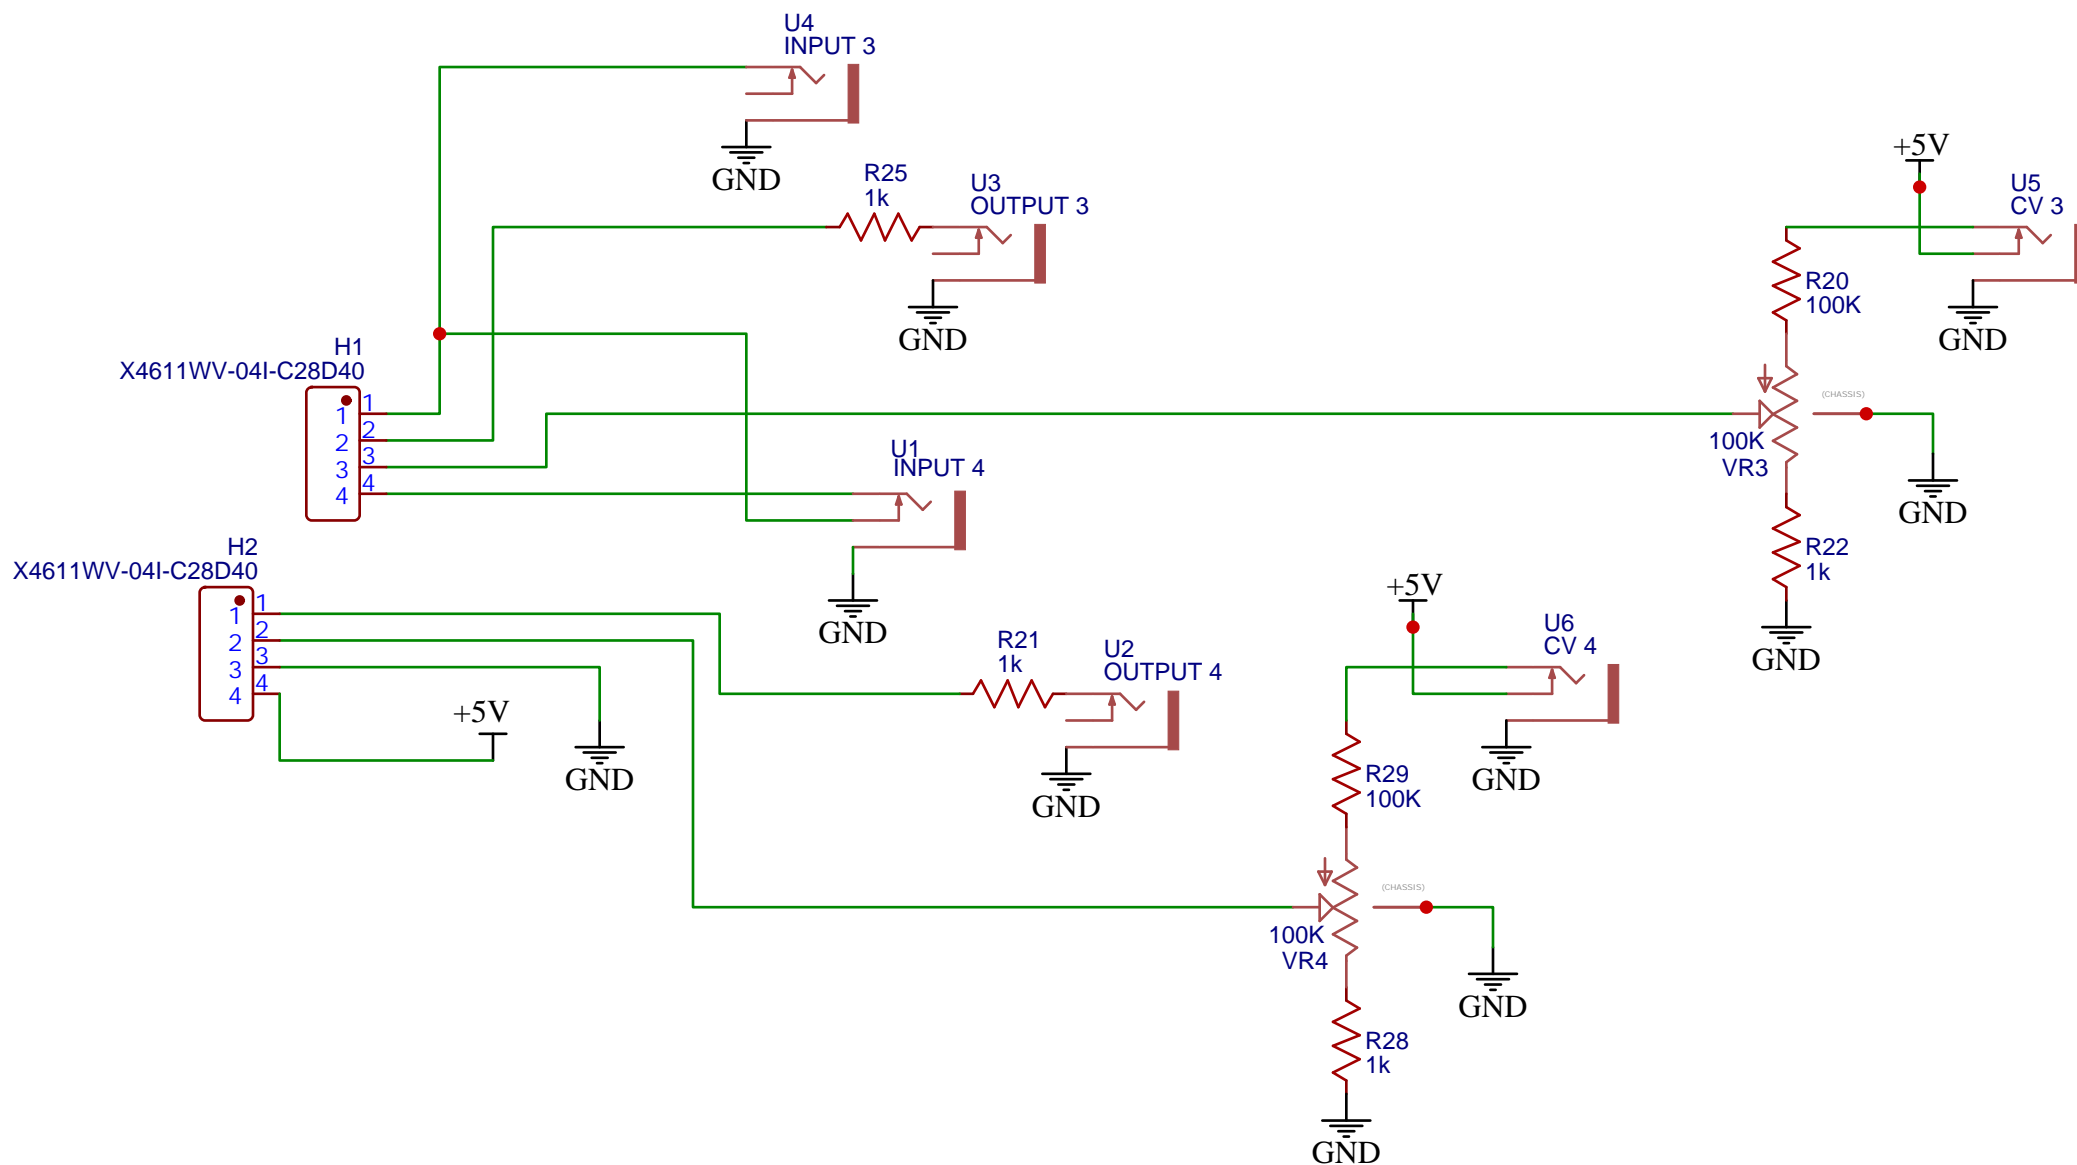 U4
INPUT 3
GND
R25
1k
U3
OUTPUT 3
GND
+5V
U5
CV 3
GND
R20
100K
(CHASSIS)
100K
VR3
GND
R22
1k
GND
H1
X4611WV-04I-C28D40
1 1
2 2
3 3
4 4
U1
INPUT 4
GND
H2
X4611WV-04I-C28D40
1 1
2 2
3 3
4 4
+5V
GND
R21
1k
U2
OUTPUT 4
GND
+5V
U6
CV 4
GND
R29
100K
(CHASSIS)
100K
VR4
GND
R28
1k
GND